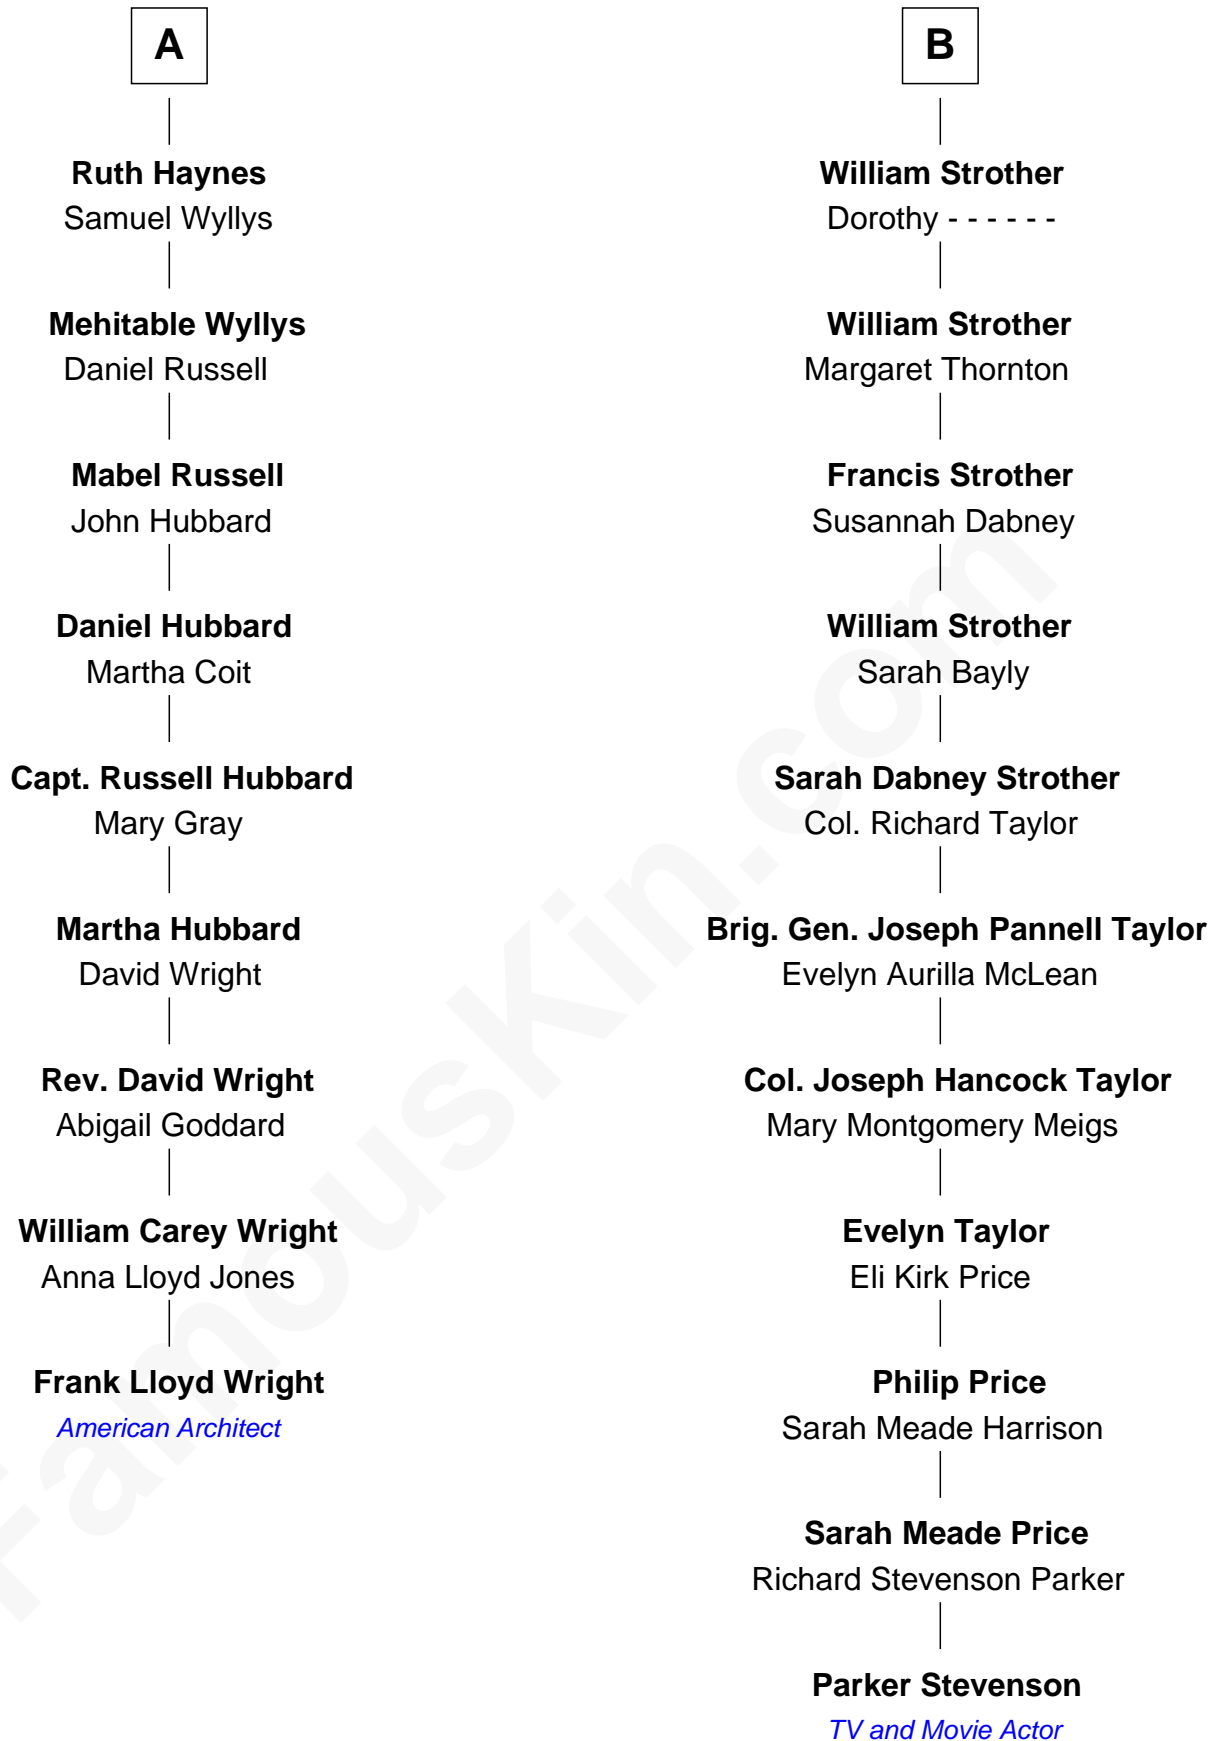 A
Ruth Haynes
Samuel Wyllys
Mehitable Wyllys
Daniel Russell
Mabel Russell
John Hubbard
Daniel Hubbard
Martha Coit
Capt. Russell Hubbard
Mary Gray
Martha Hubbard
David Wright
Rev. David Wright
Abigail Goddard
William Carey Wright
Anna Lloyd Jones
Frank Lloyd Wright
American Architect
B
William Strother
Dorothy - - - - - -
William Strother
Margaret Thornton
Francis Strother
Susannah Dabney
William Strother
Sarah Bayly
Sarah Dabney Strother
Col. Richard Taylor
Brig. Gen. Joseph Pannell Taylor
Evelyn Aurilla McLean
Col. Joseph Hancock Taylor
Mary Montgomery Meigs
Evelyn Taylor
Eli Kirk Price
Philip Price
Sarah Meade Harrison
Sarah Meade Price
Richard Stevenson Parker
Parker Stevenson
TV and Movie Actor
FamousKin.com